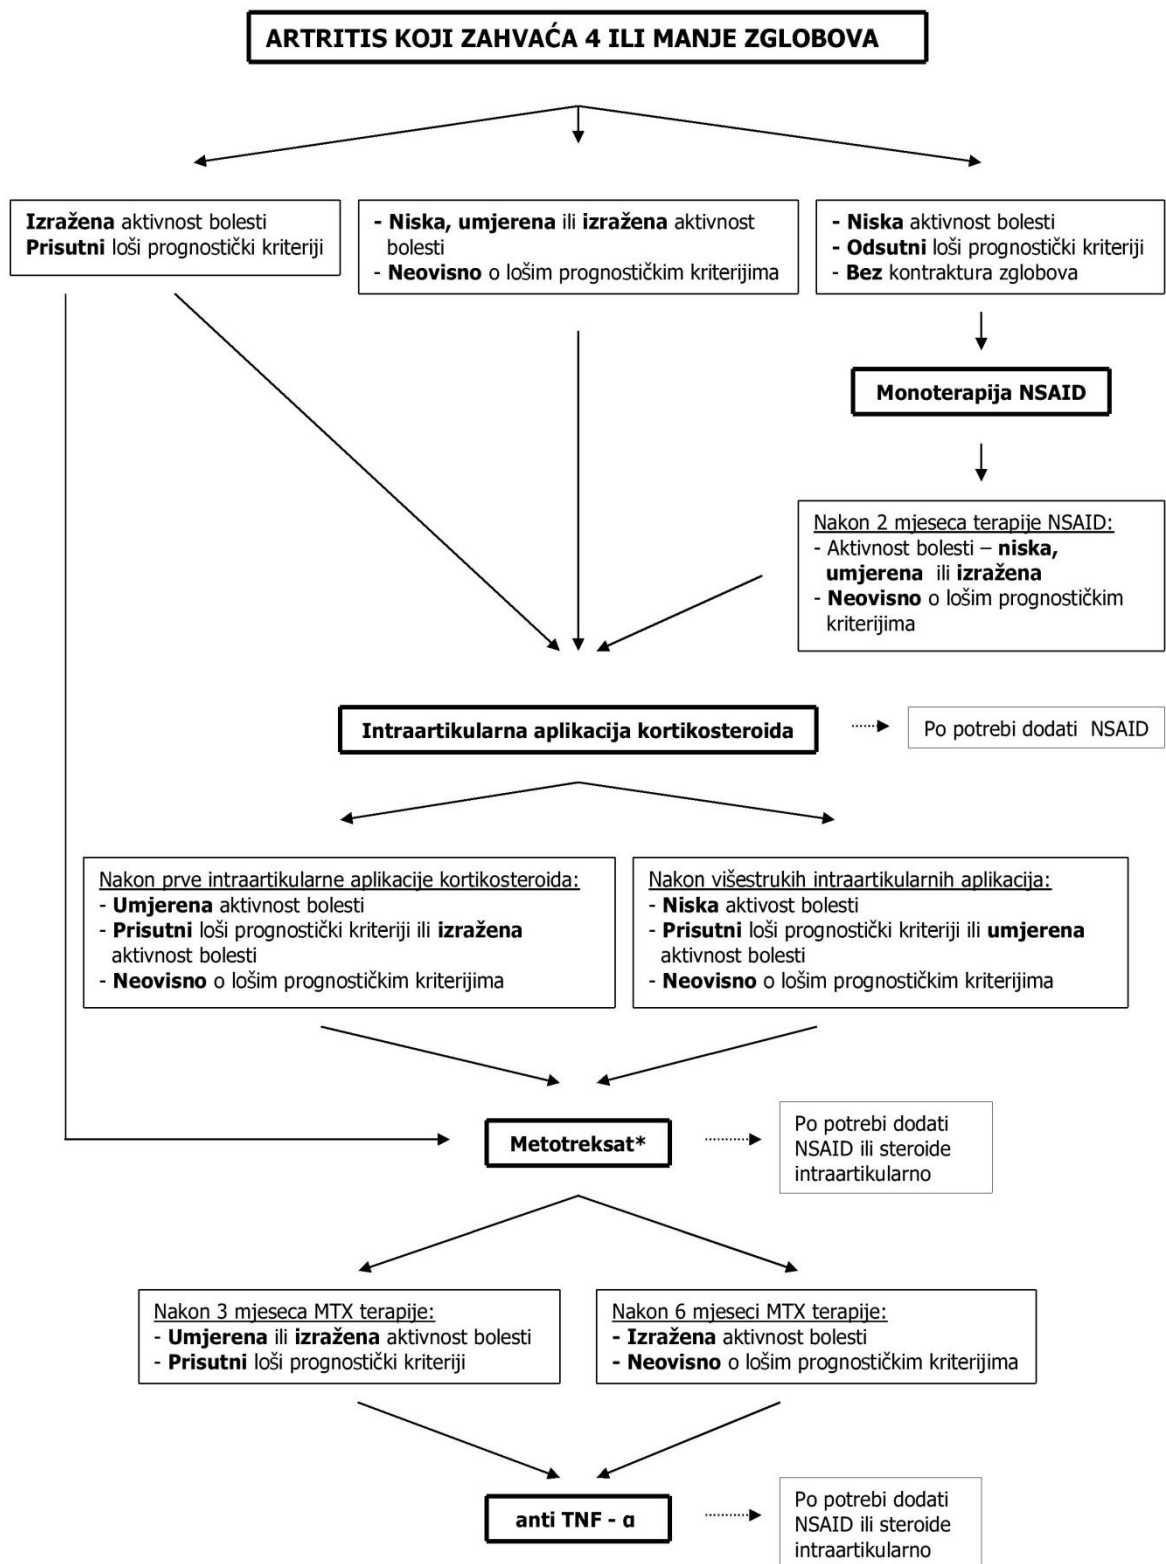 ARTRITIS KOJI ZAHVAĆA 4 ILI MANJE ZGLOBOVA
Izražena aktivnost bolesti
Prisutni loši prognostički kriteriji
- Niska, umjerena ili izražena aktivnost
bolesti
- Neovisno o lošim prognostičkim kriterijima
- Niska aktivnost bolesti
- Odsutni loši prognostički kriteriji
- Bez kontraktura zglobova
Monoterapija NSAID
Nakon 2 mjeseca terapije NSAID:
- Aktivnost bolesti – niska,
umjerena ili izražena
- Neovisno o lošim prognostičkim
kriterijima
Intraartikularna aplikacija kortikosteroida
Po potrebi dodati NSAID
Nakon prve intraartikularne aplikacije kortikosteroida:
- Umjerena aktivnost bolesti
- Prisutni loši prognostički kriteriji ili izražena
aktivnost bolesti
- Neovisno o lošim prognostičkim kriterijima
Nakon višestrukih intraartikularnih aplikacija:
- Niska aktivost bolesti
- Prisutni loši prognostički kriteriji ili umjerena
aktivnost bolesti
- Neovisno o lošim prognostičkim kriterijima
Metotreksat*
Po potrebi dodati
NSAID ili steroide
intraartikularno
Nakon 3 mjeseca MTX terapije:
- Umjerena ili izražena aktivnost bolesti
- Prisutni loši prognostički kriteriji
Nakon 6 mjeseci MTX terapije:
- Izražena aktivnost bolesti
- Neovisno o lošim prognostičkim kriterijima
anti TNF - α
Po potrebi dodati
NSAID ili steroide
intraartikularno